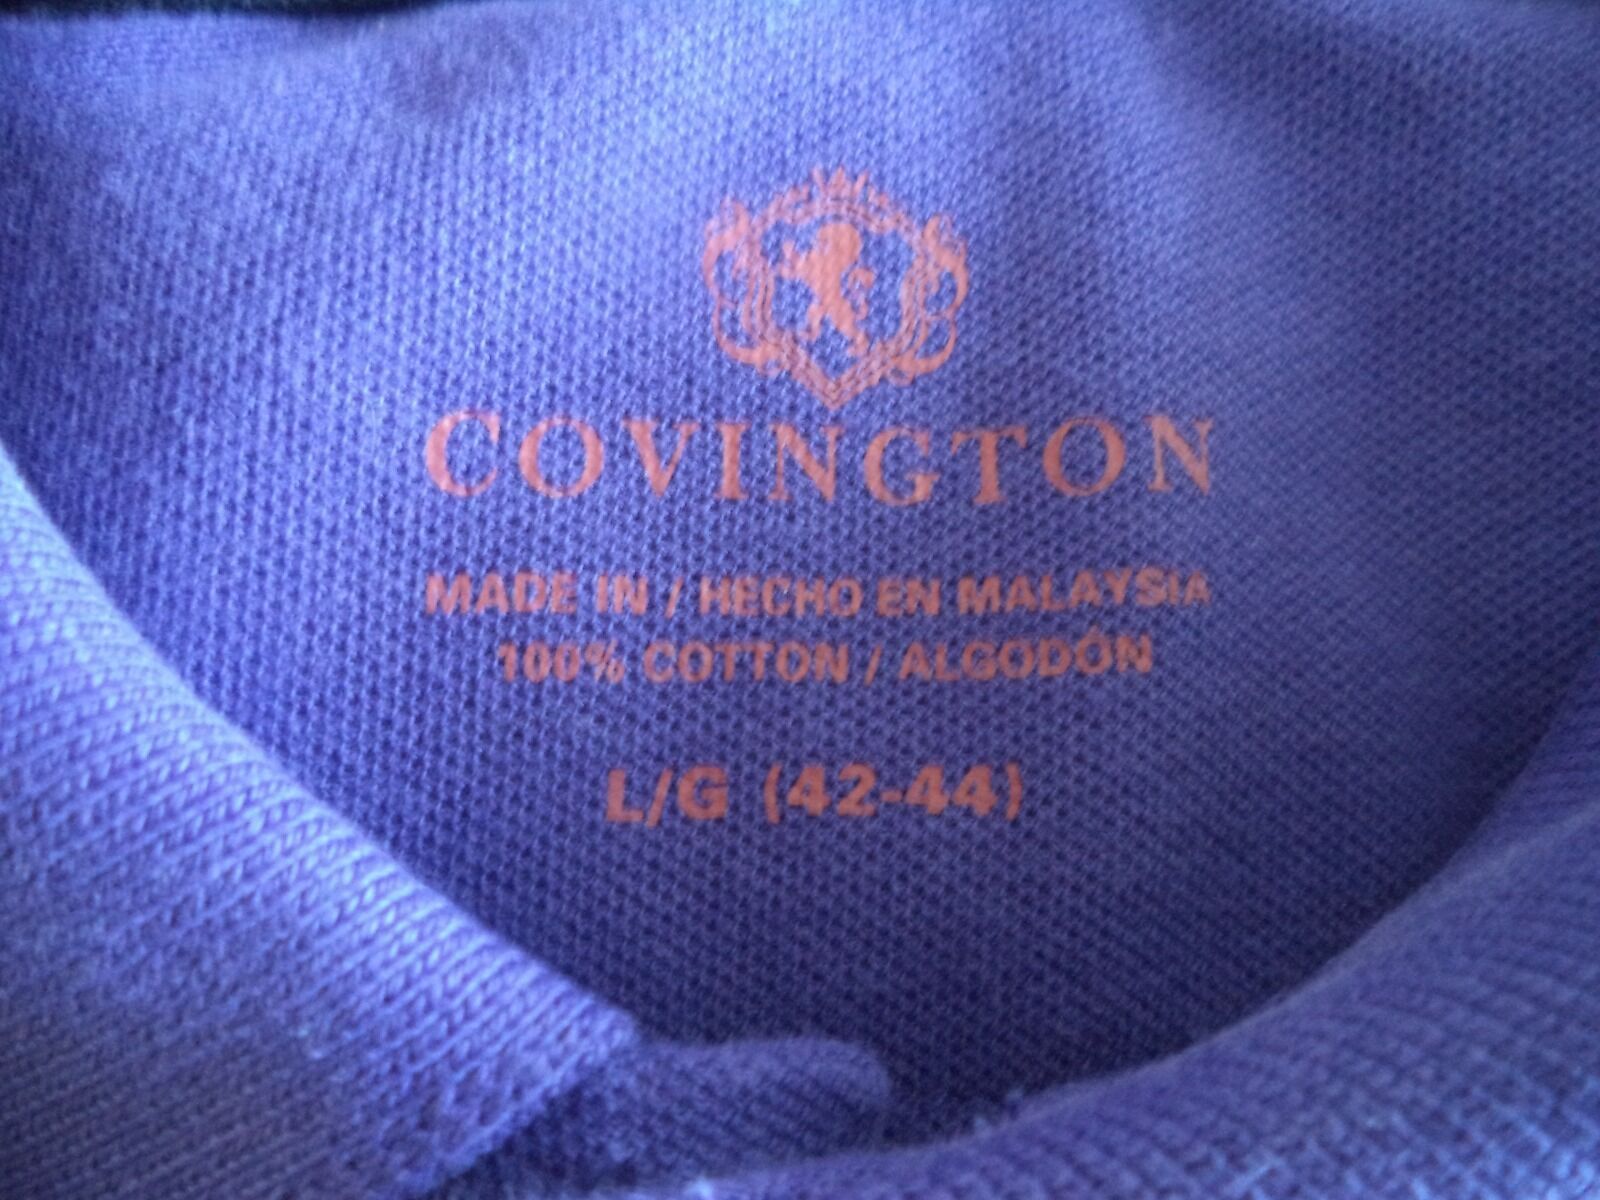 COVINGTON
MADE IN / HECHO EN MALAYSIA
100% COTTON / ALGODÓN
L/G (42-44)